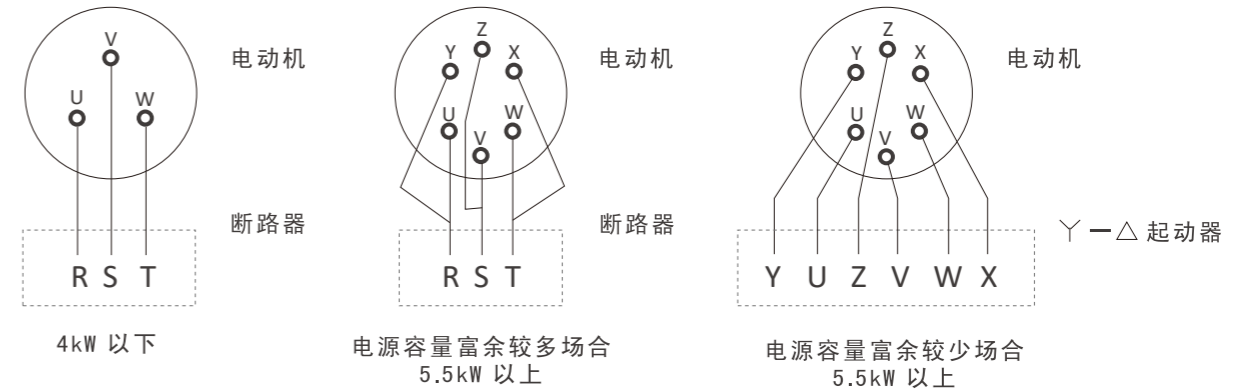 V
U
W
电动机
断路器
R S T
4kW 以下
Z
Y
X
U
W
V
电动机
断路器
R S T
电源容量富余较多场合
5.5kW 以上
Z
Y
X
U
W
V
电动机
Y—△ 起动器
Y U Z V W X
电源容量富余较少场合
5.5kW 以上